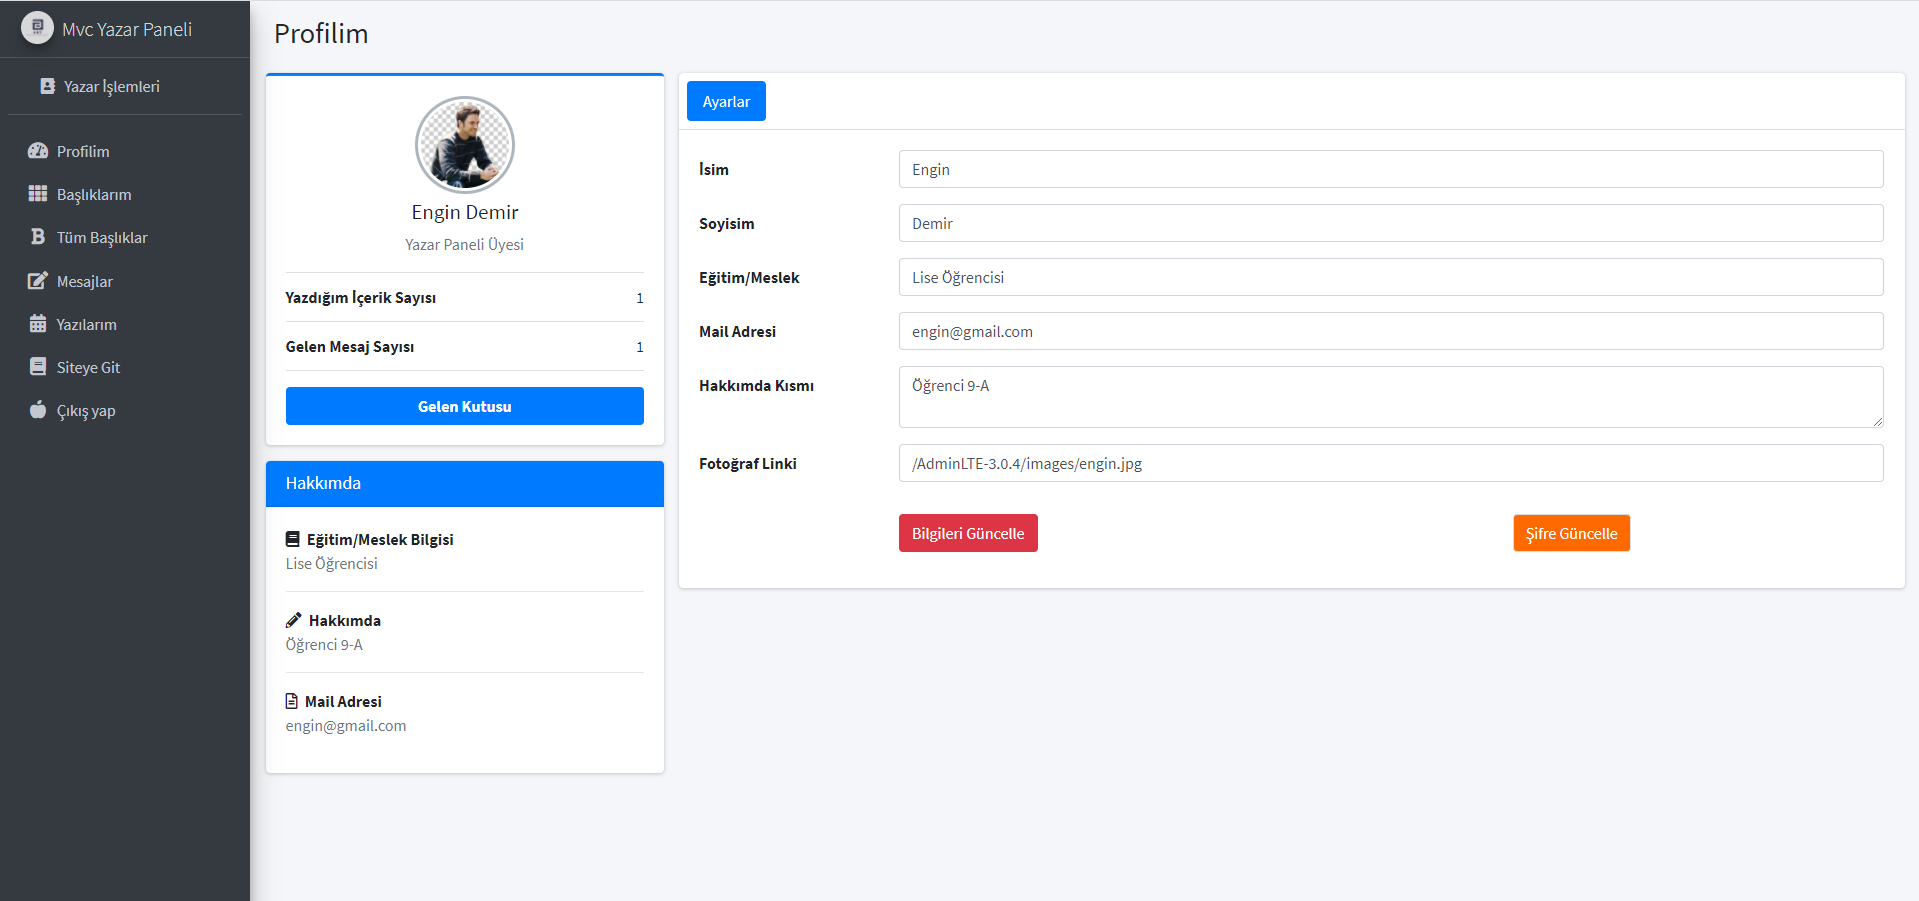 Mvc Yazar Paneli
Yazar İşlemleri
Profilim
Başlıklarım
Tüm Başlıklar
Mesajlar
Yazılarım
Siteye Git
Çıkış yap
Profilim
Engin Demir
Yazar Paneli Üyesi
Yazdığım İçerik Sayısı 1
Gelen Mesaj Sayısı 1
Gelen Kutusu
Hakkımda
Eğitim/Meslek Bilgisi
Lise Öğrencisi
Hakkımda
Öğrenci 9-A
Mail Adresi
engin@gmail.com
Ayarlar
İsim Engin
Soyisim Demir
Eğitim/Meslek Lise Öğrencisi
Mail Adresi engin@gmail.com
Hakkımda Kısmı Öğrenci 9-A
Fotoğraf Linki /AdminLTE-3.0.4/images/engin.jpg
Bilgileri Güncelle Şifre Güncelle